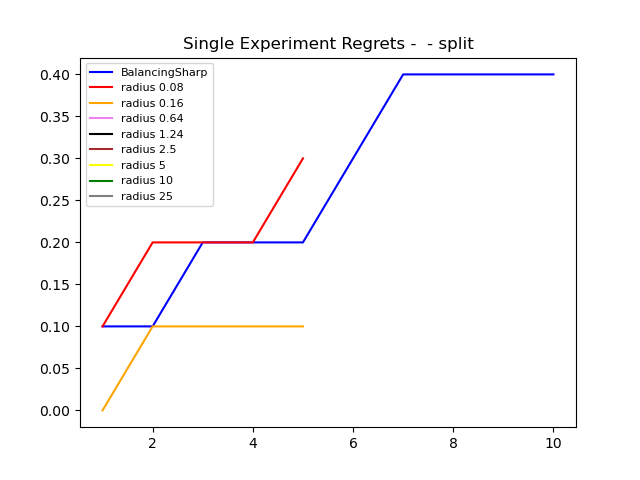 Single Experiment Regrets -  - split
BalancingSharp
radius 0.08
radius 0.16
radius 0.64
radius 1.24
radius 2.5
radius 5
radius 10
radius 25
0.40
0.35
0.30
0.25
0.20
0.15
0.10
0.05
0.00
2 4 6 8 10